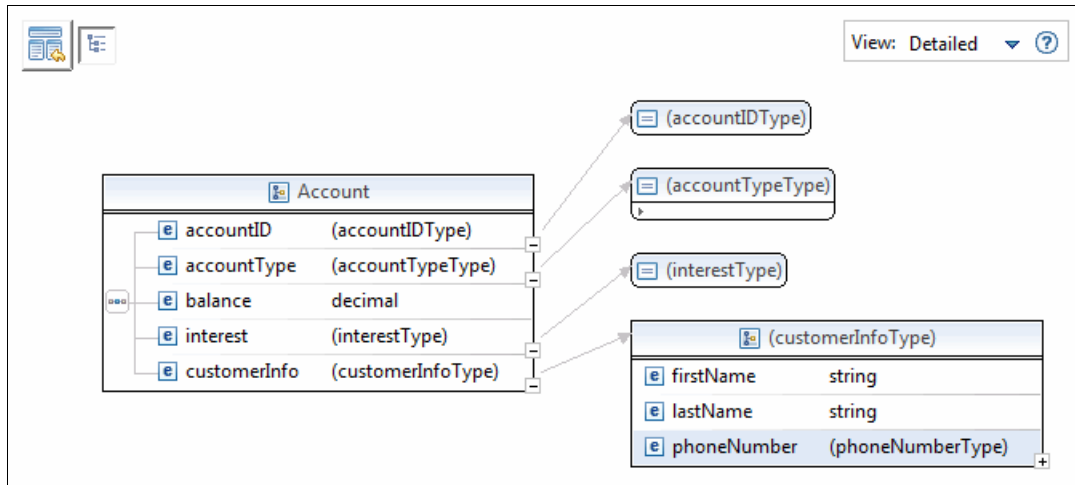 View: Detailed
(accountIDType)
(accountTypeType)
(interestType)
Account
accountID (accountIDType)
accountType (accountTypeType)
balance decimal
interest (interestType)
customerInfo (customerInfoType)
(customerInfoType)
firstName string
lastName string
phoneNumber (phoneNumberType)